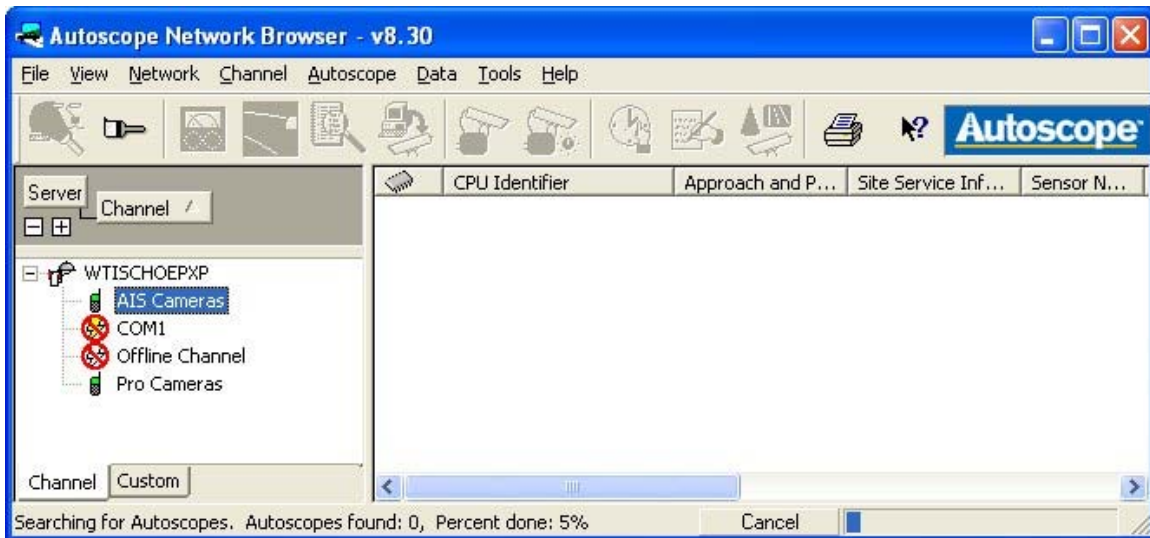 Autoscope Network Browser - v8.30
File View Network Channel Autoscope Data Tools Help
Autoscope
Server
Channel
CPU Identifier Approach and P... Site Service Inf... Sensor N...
WTISCHOEPXP
AIS Cameras
COM1
Offline Channel
Pro Cameras
Channel Custom
Searching for Autoscopes. Autoscopes found: 0, Percent done: 5% Cancel